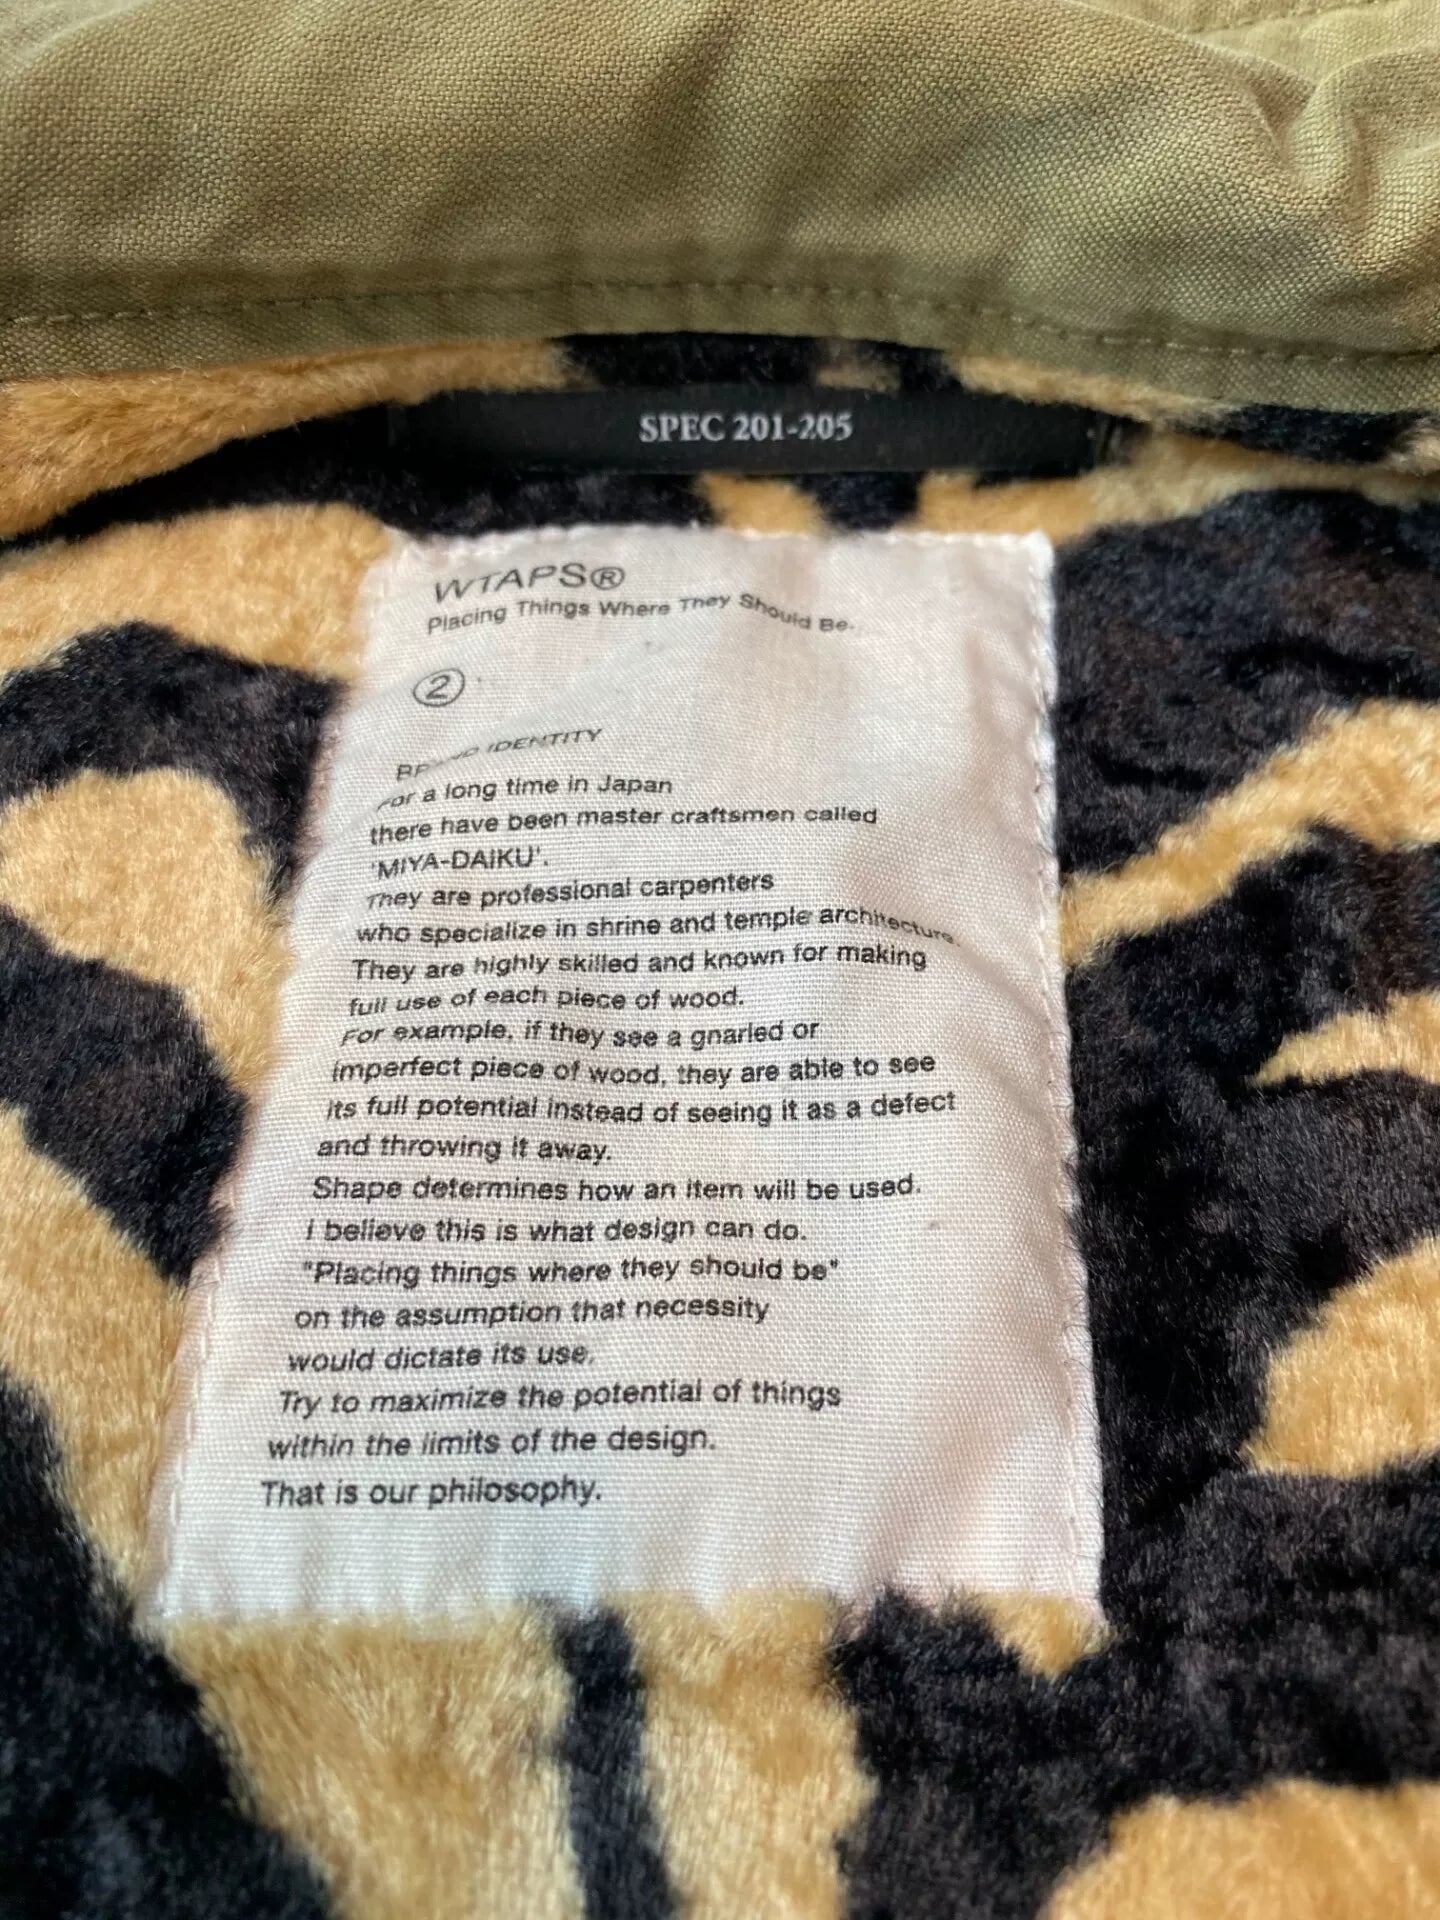 SPEC 201-205
WTAPS®
Placing Things Where They Should Be.
②
BRAND IDENTITY
For a long time in Japan
there have been master craftsmen called
'MIYA-DAIKU'.
They are professional carpenters
who specialize in shrine and temple architecture.
They are highly skilled and known for making
full use of each piece of wood.
For example, if they see a gnarled or
imperfect piece of wood, they are able to see
its full potential instead of seeing it as a defect
and throwing it away.
Shape determines how an item will be used.
I believe this is what design can do.
"Placing things where they should be"
on the assumption that necessity
would dictate its use.
Try to maximize the potential of things
within the limits of the design.
That is our philosophy.